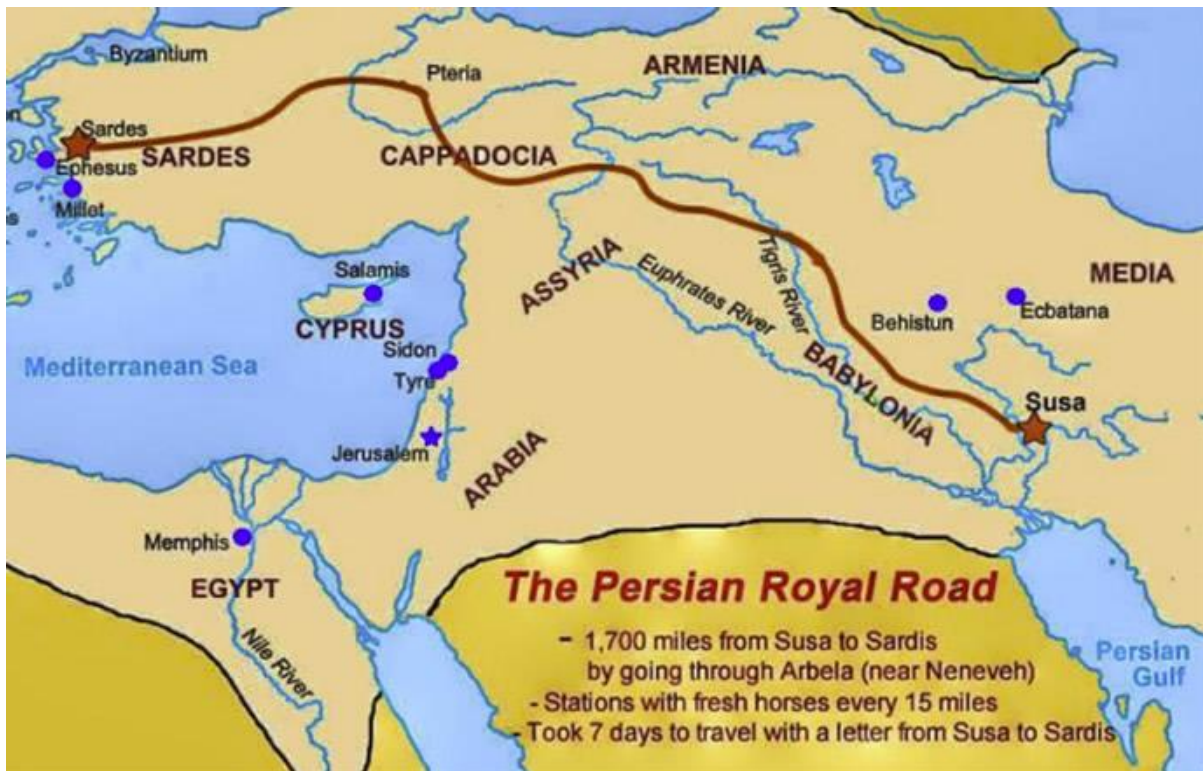 Byzantium
Pteria
ARMENIA
Sardes
SARDES
CAPPADOCIA
Ephesus
Millet
Salamis
CYPRUS
ASSYRIA
Euphrates River
Tigris River
MEDIA
Behistun
Ecbatana
Mediterranean Sea
Sidon
Tyre
BABYLONIA
Susa
Jerusalem
ARABIA
Memphis
EGYPT
Nile River
The Persian Royal Road
- 1,700 miles from Susa to Sardis
by going through Arbela (near Neneveh)
- Stations with fresh horses every 15 miles
- Took 7 days to travel with a letter from Susa to Sardis
Persian
Gulf